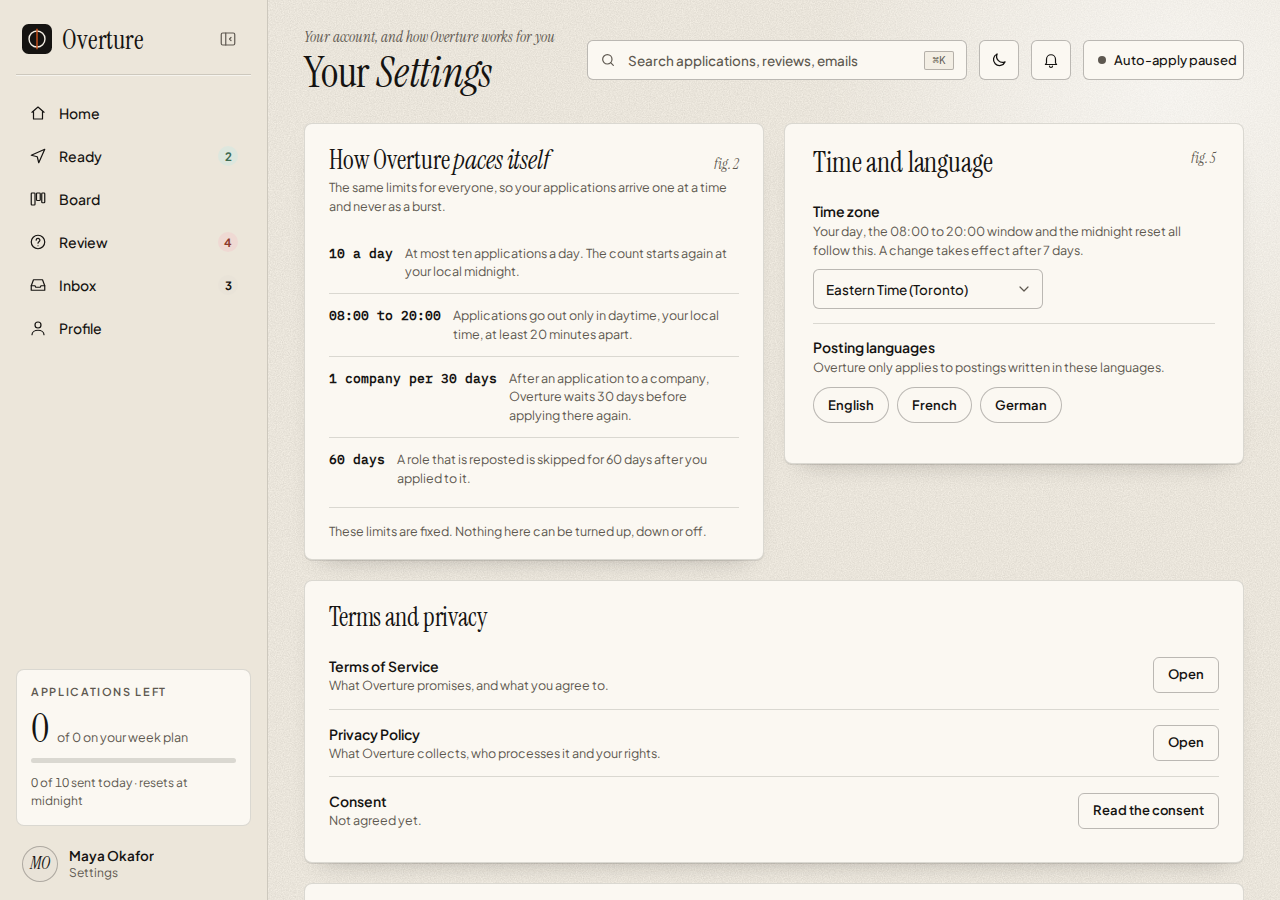 Overture
Home
Ready 2
Board
Review 4
Inbox 3
Profile
APPLICATIONS LEFT
0 of 0 on your week plan
0 of 10 sent today · resets at
midnight
MO
Maya Okafor
Settings
Your account, and how Overture works for you
Your Settings
Search applications, reviews, emails ⌘K
Auto-apply paused
How Overture paces itself fig. 2
The same limits for everyone, so your applications arrive one at a time
and never as a burst.
10 a day At most ten applications a day. The count starts again at
your local midnight.
08:00 to 20:00 Applications go out only in daytime, your local
time, at least 20 minutes apart.
1 company per 30 days After an application to a company,
Overture waits 30 days before
applying there again.
60 days A role that is reposted is skipped for 60 days after you
applied to it.
These limits are fixed. Nothing here can be turned up, down or off.
Time and language fig. 5
Time zone
Your day, the 08:00 to 20:00 window and the midnight reset all
follow this. A change takes effect after 7 days.
Eastern Time (Toronto)
Posting languages
Overture only applies to postings written in these languages.
English French German
Terms and privacy
Terms of Service
What Overture promises, and what you agree to.
Open
Privacy Policy
What Overture collects, who processes it and your rights.
Open
Consent
Not agreed yet.
Read the consent